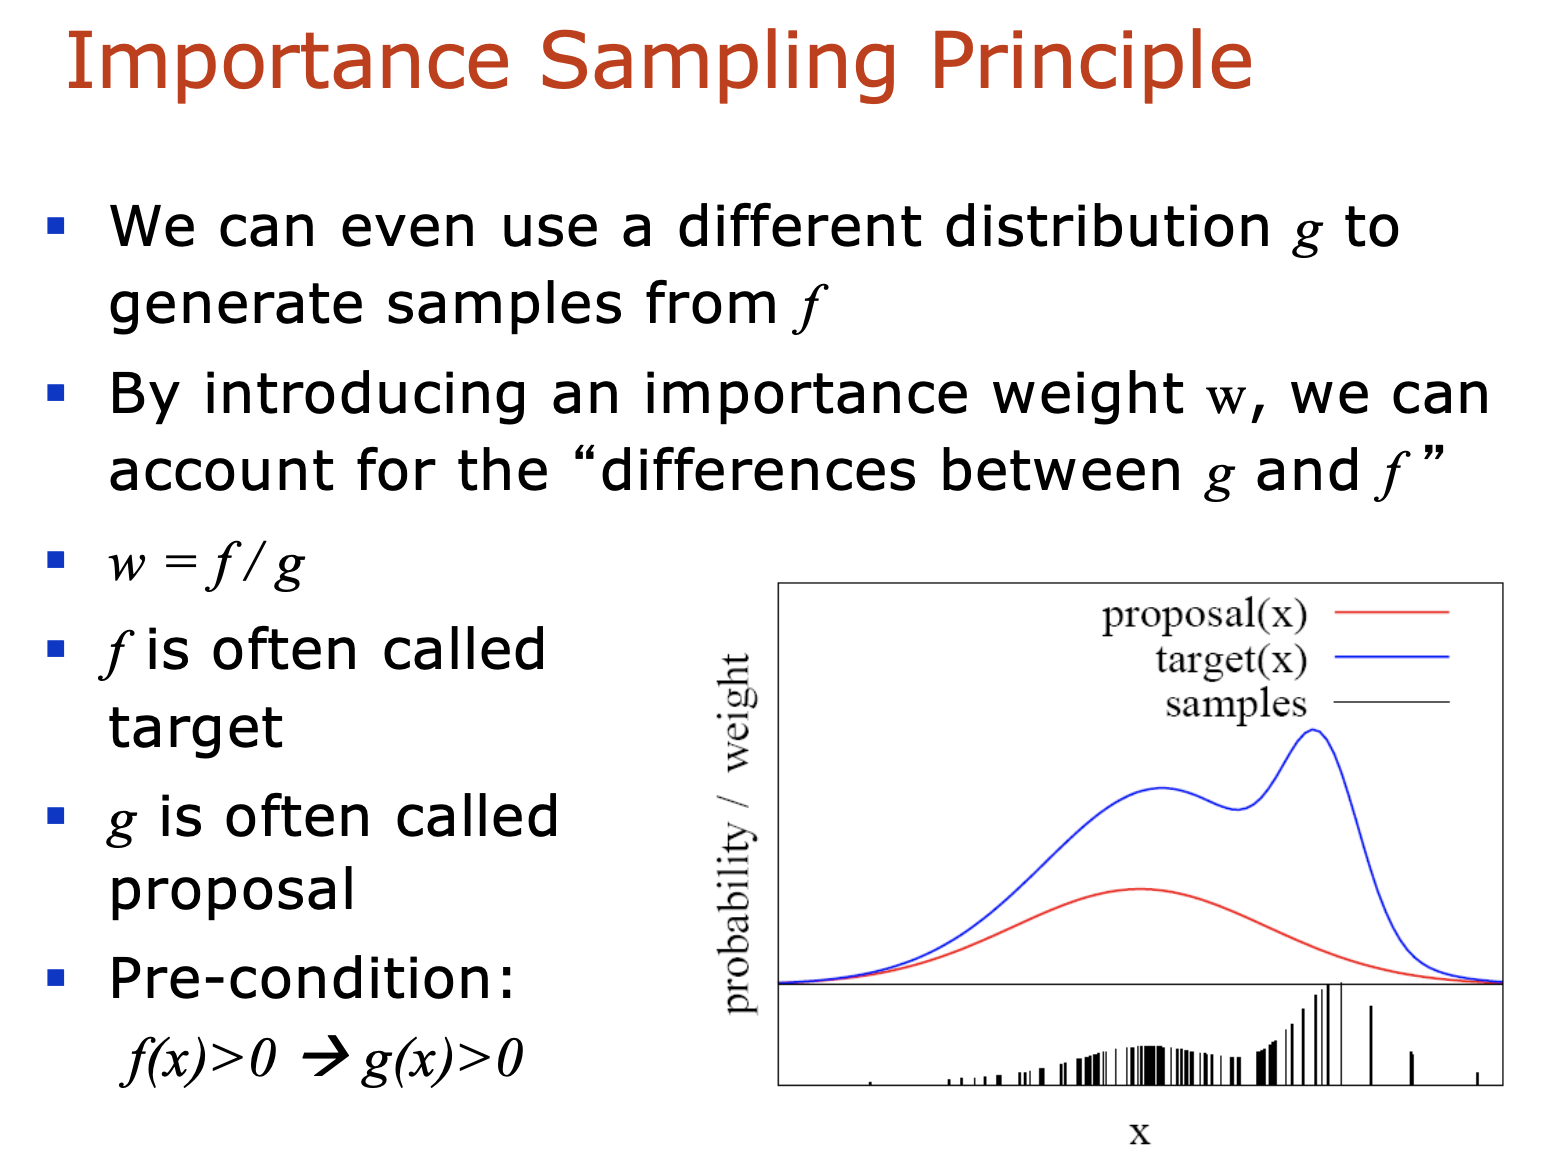 Importance Sampling Principle
▪ We can even use a different distribution g to
generate samples from f
▪ By introducing an importance weight w, we can
account for the “differences between g and f ”
▪ w = f / g
▪ f is often called
target
▪ g is often called
proposal
▪ Pre-condition:
f(x)>0 → g(x)>0
proposal(x)
target(x)
samples
probability / weight
x